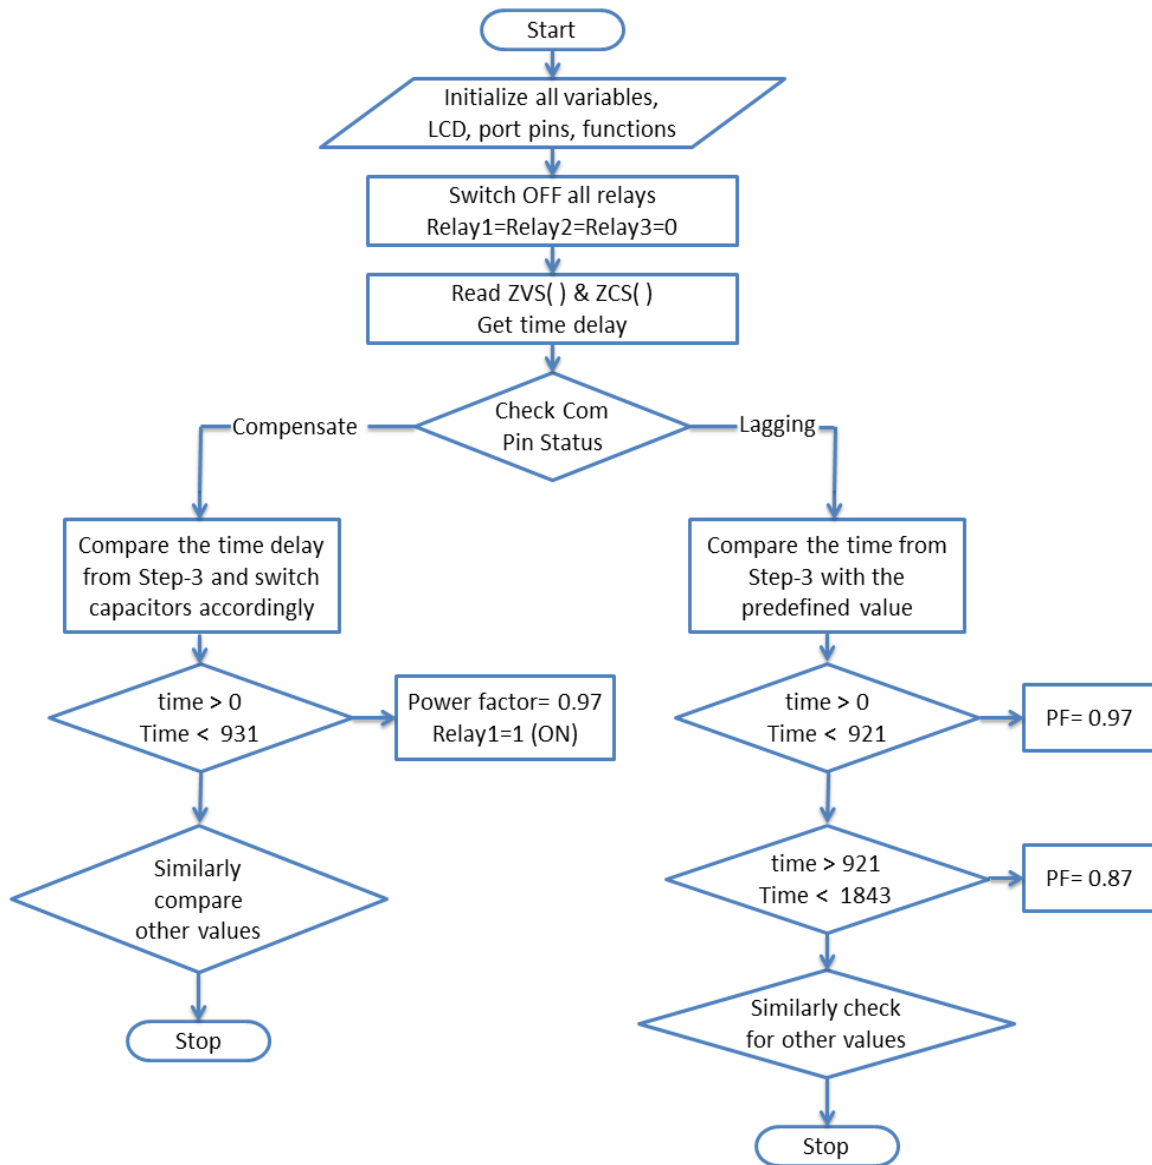 Start
Initialize all variables,
LCD, port pins, functions
Switch OFF all relays
Relay1=Relay2=Relay3=0
Read ZVS( ) & ZCS( )
Get time delay
Check Com
Pin Status
Compensate
Lagging
Compare the time delay
from Step-3 and switch
capacitors accordingly
time > 0
Time < 931
Power factor= 0.97
Relay1=1 (ON)
Similarly
compare
other values
Stop
Compare the time from
Step-3 with the
predefined value
time > 0
Time < 921
PF= 0.97
time > 921
Time < 1843
PF= 0.87
Similarly check
for other values
Stop